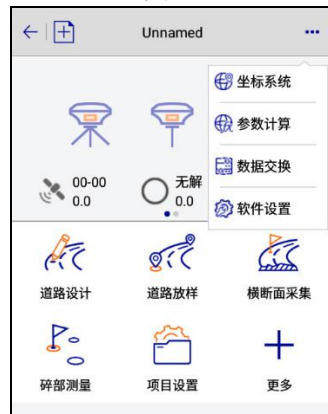 Unnamed
坐标系统
参数计算
数据交换
软件设置
00-00
0.0
无解
0.0
道路设计
道路放样
横断面采集
碎部测量
项目设置
更多